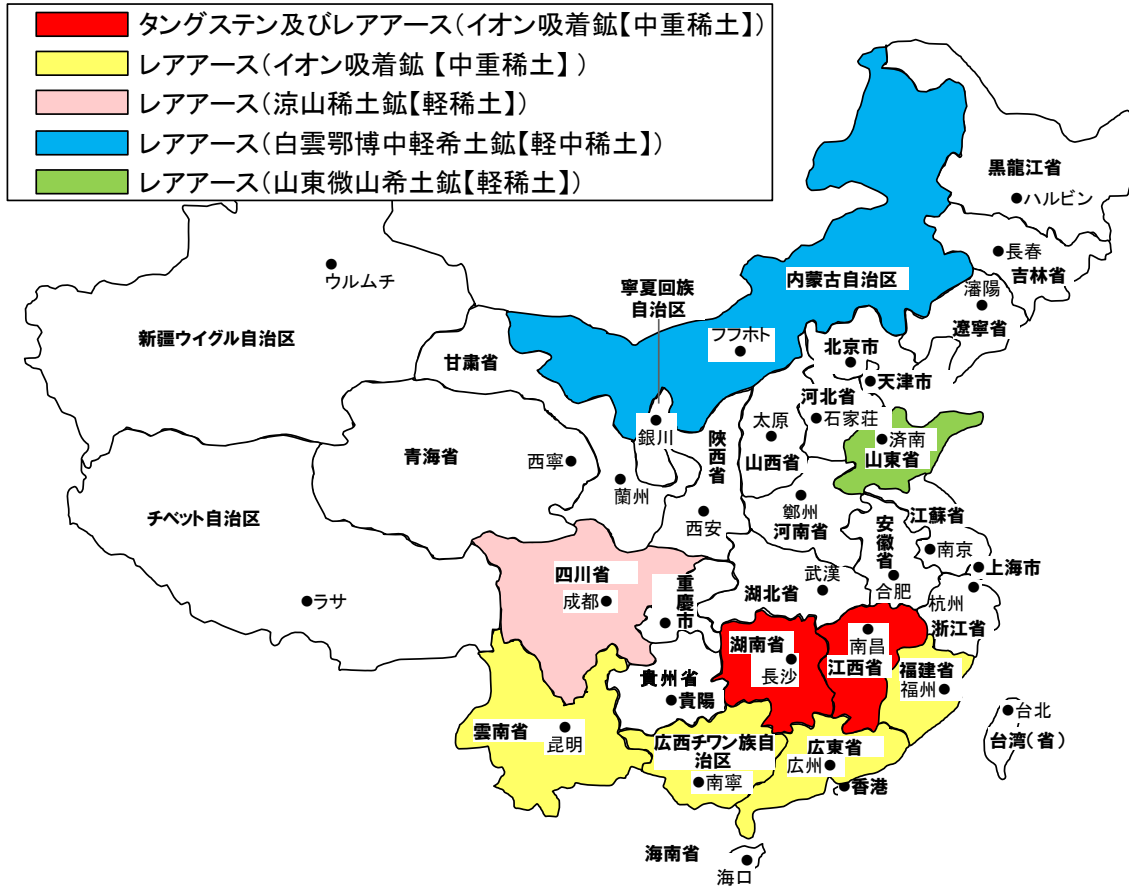 タングステン及びレアアース(イオン吸着鉱【中重稀土】)
レアアース(イオン吸着鉱【中重稀土】)
レアアース(涼山稀土鉱【軽稀土】)
レアアース(白雲鄂博中軽希土鉱【軽中稀土】)
レアアース(山東微山希土鉱【軽稀土】)
黒龍江省
ハルビン
長春
吉林省
瀋陽
遼寧省
内蒙古自治区
フフホト
寧夏回族
自治区
ウルムチ
新疆ウイグル自治区
甘粛省
北京市
天津市
河北省
石家荘
太原
山西省
済南
山東省
銀川
陝西省
青海省
西寧
蘭州
西安
鄭州
河南省
チベット自治区
ラサ
江蘇省
安徽省
南京
上海市
合肥
杭州
浙江省
四川省
成都
重慶市
湖北省
武漢
湖南省
長沙
南昌
江西省
福建省
福州
貴州省
貴陽
雲南省
昆明
広西チワン族自
治区
南寧
広東省
広州
香港
台北
台湾(省)
海南省
海口